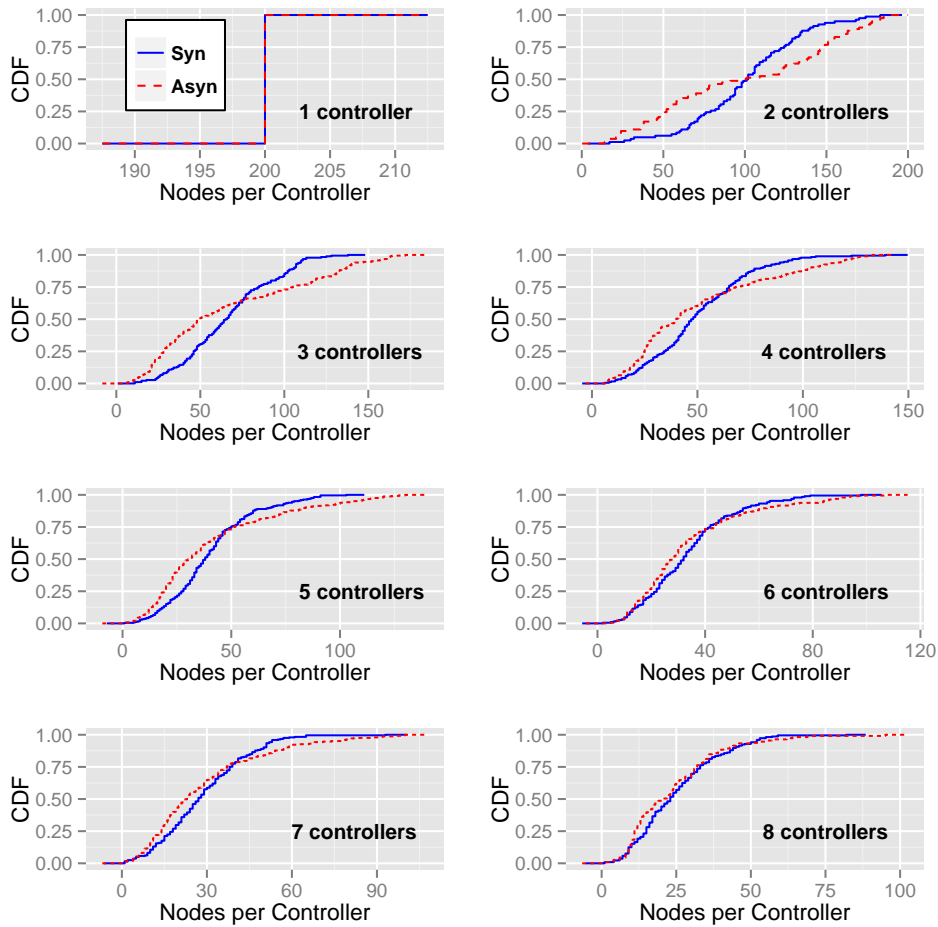 CDF
1.00
0.75
0.50
0.25
0.00
Syn
Asyn
1 controller
190 195 200 205 210
Nodes per Controller
CDF
1.00
0.75
0.50
0.25
0.00
2 controllers
0 50 100 150 200
Nodes per Controller
CDF
1.00
0.75
0.50
0.25
0.00
3 controllers
0 50 100 150
Nodes per Controller
CDF
1.00
0.75
0.50
0.25
0.00
4 controllers
0 50 100 150
Nodes per Controller
CDF
1.00
0.75
0.50
0.25
0.00
5 controllers
0 50 100
Nodes per Controller
CDF
1.00
0.75
0.50
0.25
0.00
6 controllers
0 40 80 120
Nodes per Controller
CDF
1.00
0.75
0.50
0.25
0.00
7 controllers
0 30 60 90
Nodes per Controller
CDF
1.00
0.75
0.50
0.25
0.00
8 controllers
0 25 50 75 100
Nodes per Controller